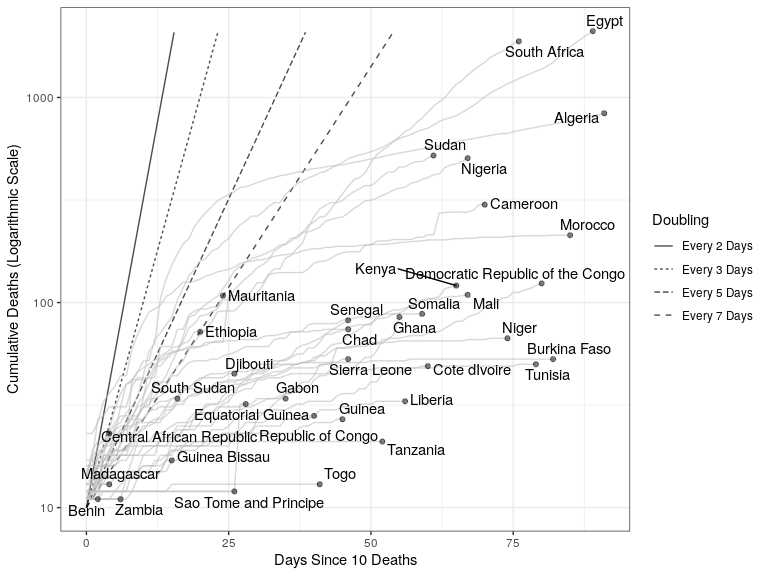 Egypt
South Africa
1000
Algeria
Sudan
Nigeria
Cameroon
Morocco
Kenya
Democratic Republic of the Congo
Mauritania
100
Senegal
Somalia
Mali
Ethiopia
Chad
Ghana
Niger
Djibouti
Sierra Leone
Cote dIvoire
Burkina Faso
Tunisia
South Sudan
Gabon
Equatorial Guinea
Guinea
Liberia
Central African Republic
Republic of Congo
Tanzania
Guinea Bissau
Madagascar
Togo
Sao Tome and Principe
10
Benin
Zambia
0
25
50
75
Days Since 10 Deaths
Cumulative Deaths (Logarithmic Scale)
Doubling
Every 2 Days
Every 3 Days
Every 5 Days
Every 7 Days